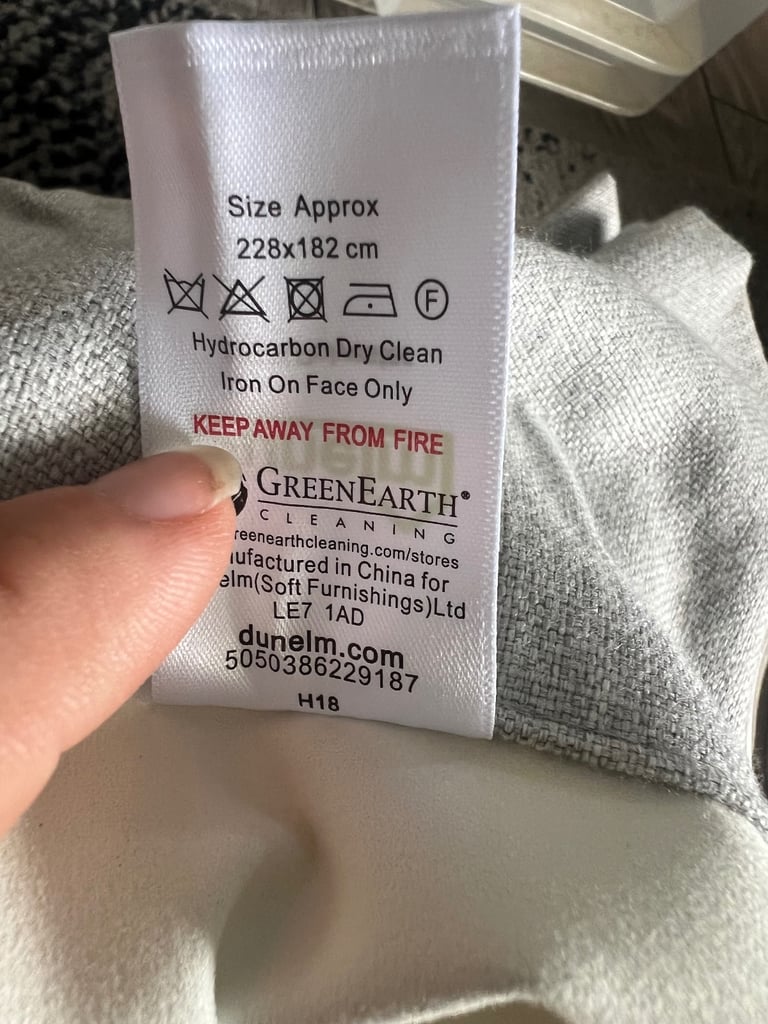 Size Approx
228x182 cm
F
Hydrocarbon Dry Clean
Iron On Face Only
KEEP AWAY FROM FIRE
GREENEARTH®
CLEANING
reenearthcleaning.com/stores
ufactured in China for
elm(Soft Furnishings)Ltd
LE7 1AD
dunelm.com
5050386229187
H18